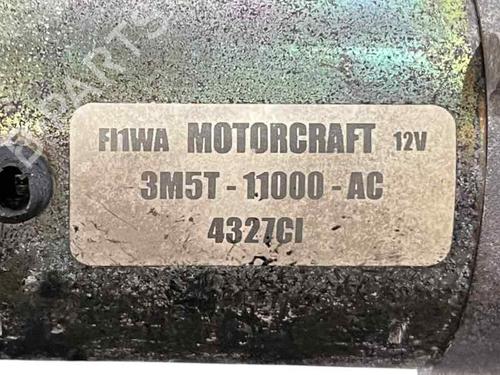 FI1WA MOTORCRAFT 12V
3M5T - 11000 - AC
4327CI